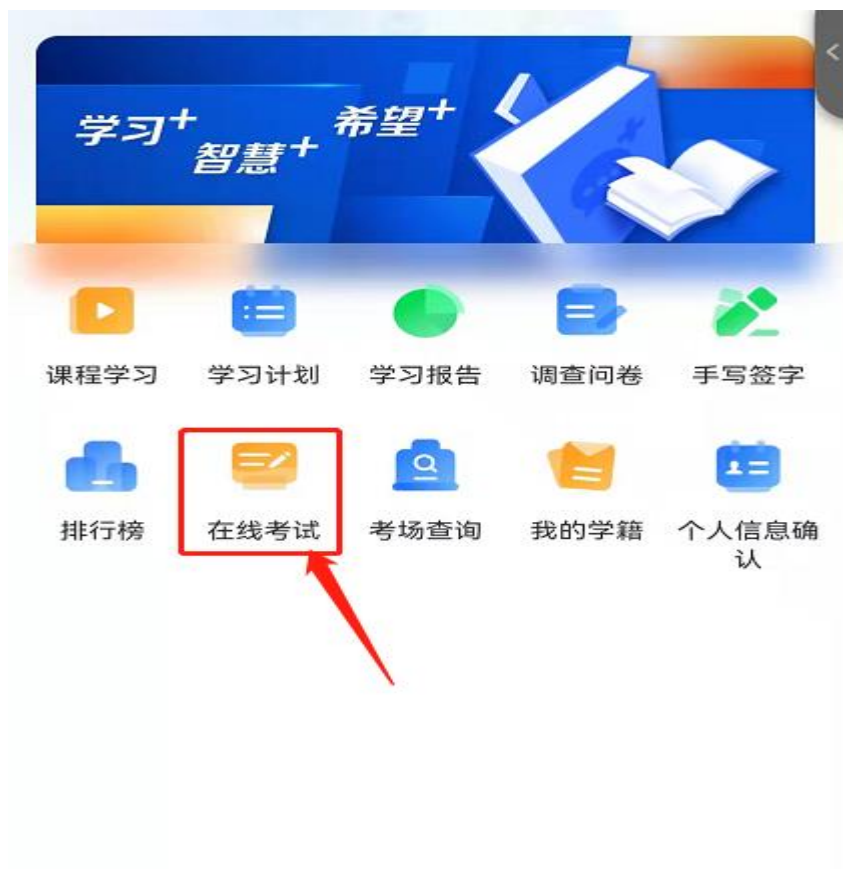 学习+
智慧+
希望+
课程学习
学习计划
学习报告
调查问卷
手写签字
排行榜
在线考试
考场查询
我的学籍
个人信息确
认